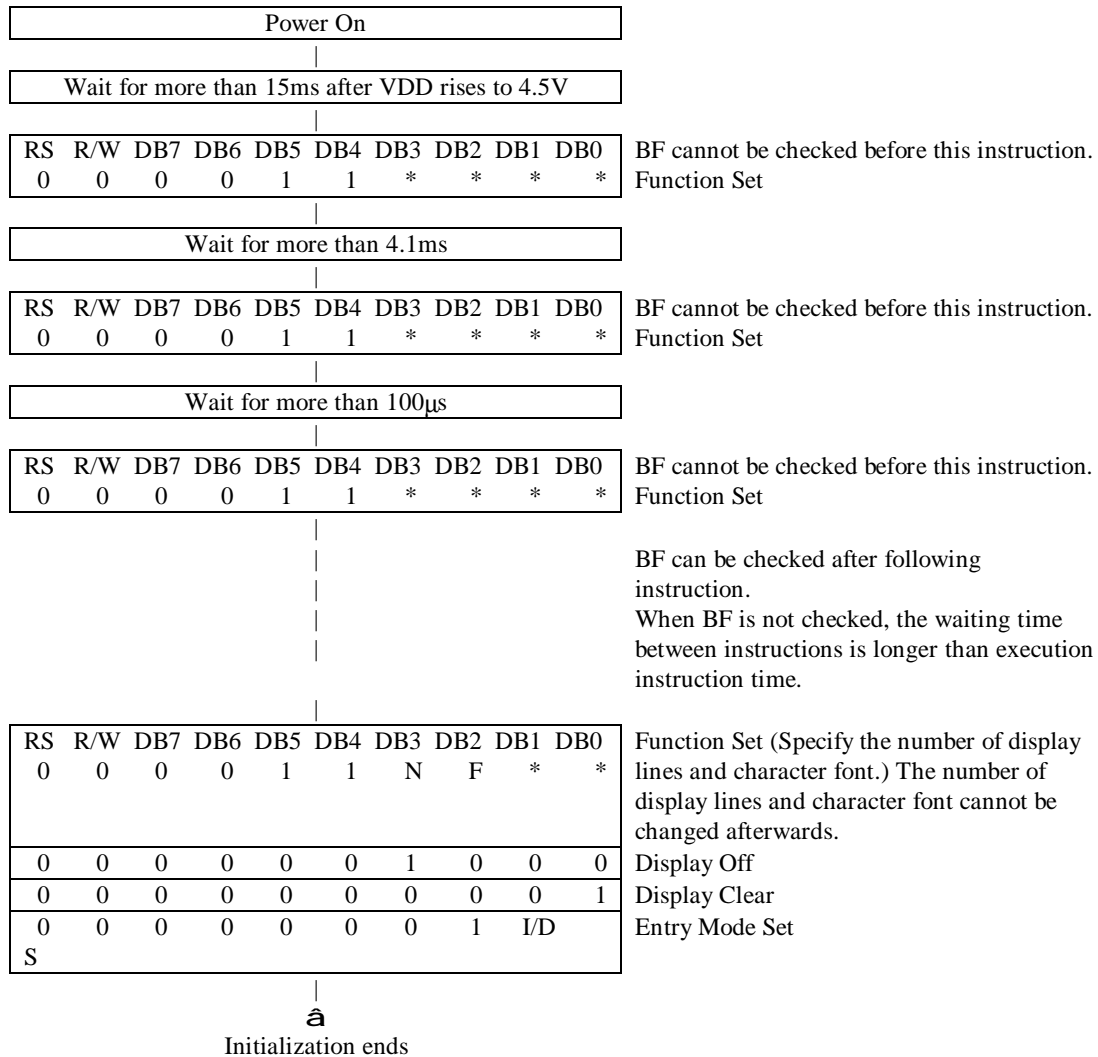 Power On
|
Wait for more than 15ms after VDD rises to 4.5V
|
RS R/W DB7 DB6 DB5 DB4 DB3 DB2 DB1 DB0 BF cannot be checked before this instruction.
0 0 0 0 1 1 * * * * Function Set
|
Wait for more than 4.1ms
|
RS R/W DB7 DB6 DB5 DB4 DB3 DB2 DB1 DB0 BF cannot be checked before this instruction.
0 0 0 0 1 1 * * * * Function Set
|
Wait for more than 100μs
|
RS R/W DB7 DB6 DB5 DB4 DB3 DB2 DB1 DB0 BF cannot be checked before this instruction.
0 0 0 0 1 1 * * * * Function Set
|
| BF can be checked after following
| instruction.
| When BF is not checked, the waiting time
| between instructions is longer than execution
instruction time.
|
RS R/W DB7 DB6 DB5 DB4 DB3 DB2 DB1 DB0 Function Set (Specify the number of display
0 0 0 0 1 1 N F * * lines and character font.) The number of
display lines and character font cannot be
changed afterwards.
0 0 0 0 0 0 1 0 0 0 Display Off
0 0 0 0 0 0 0 0 0 1 Display Clear
0 0 0 0 0 0 0 1 I/D Entry Mode Set
S
|
â
Initialization ends